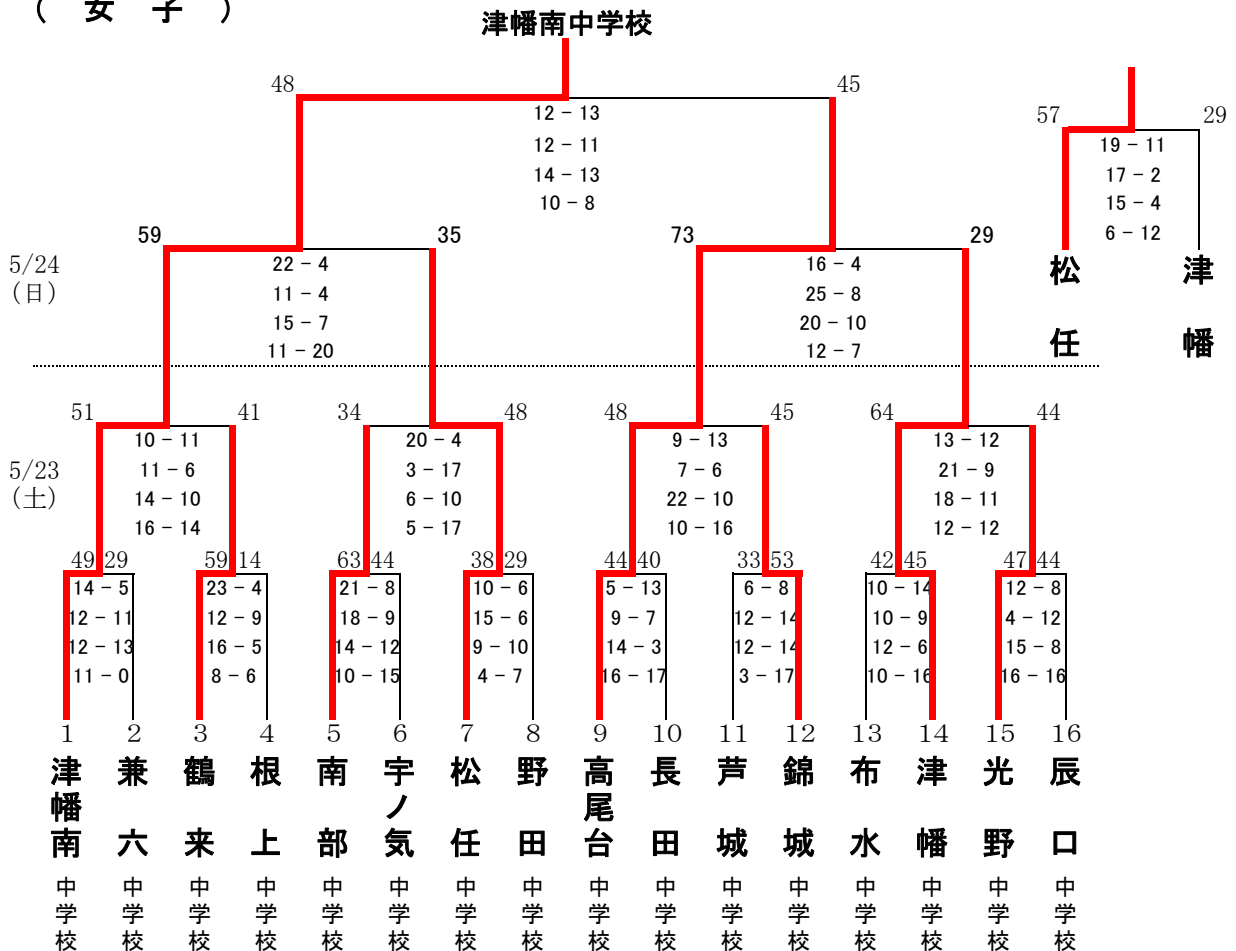 （ 女 子 ）
津幡南中学校
48 45
12 - 13
12 - 11
14 - 13
10 - 8
57 29
19 - 11
17 - 2
15 - 4
6 - 12
松任 津幡
5/24
(日)
59 35 73 29
22 - 4 16 - 4
11 - 4 25 - 8
15 - 7 20 - 10
11 - 20 12 - 7
5/23
(土)
51 41 34 48 48 45 64 44
10 - 11 20 - 4 9 - 13 13 - 12
11 - 6 3 - 17 7 - 6 21 - 9
14 - 10 6 - 10 22 - 10 18 - 11
16 - 14 5 - 17 10 - 16 12 - 12
49 29 59 14 63 44 38 29 44 40 33 53 42 45 47 44
14 - 5 23 - 4 21 - 8 10 - 6 5 - 13 6 - 8 10 - 14 12 - 8
12 - 11 12 - 9 18 - 9 15 - 6 9 - 7 12 - 14 10 - 9 4 - 12
12 - 13 16 - 5 14 - 12 9 - 10 14 - 3 12 - 14 12 - 6 15 - 8
11 - 0 8 - 6 10 - 15 4 - 7 16 - 17 3 - 17 10 - 16 16 - 16
1 2 3 4 5 6 7 8 9 10 11 12 13 14 15 16
津幡南 兼六 鶴来 根上 南部 宇ノ気 松任 野田 高尾台 長田 芦城 錦城 布水 津幡 光野 辰口
中学校 中学校 中学校 中学校 中学校 中学校 中学校 中学校 中学校 中学校 中学校 中学校 中学校 中学校 中学校 中学校